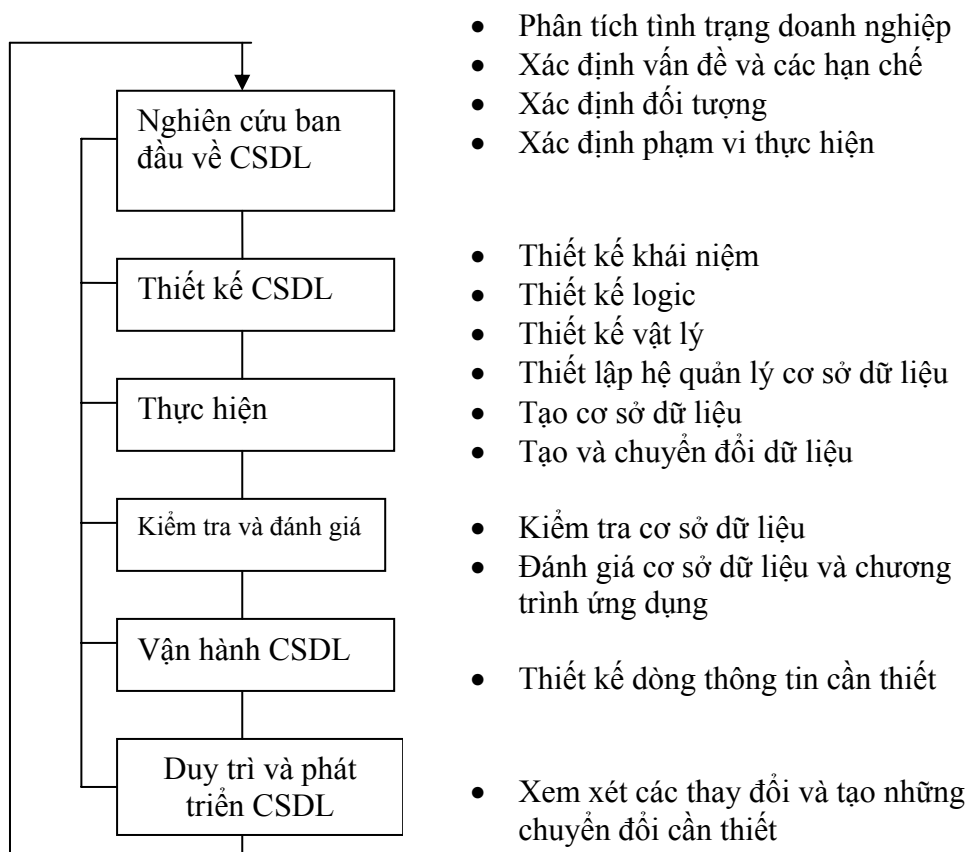 • Phân tích tình trạng doanh nghiệp
• Xác định vấn đề và các hạn chế
• Xác định đối tượng
• Xác định phạm vi thực hiện
Nghiên cứu ban
đầu về CSDL
• Thiết kế khái niệm
• Thiết kế logic
• Thiết kế vật lý
Thiết kế CSDL
• Thiết lập hệ quản lý cơ sở dữ liệu
• Tạo cơ sở dữ liệu
• Tạo và chuyển đổi dữ liệu
Thực hiện
Kiểm tra và đánh giá
• Kiểm tra cơ sở dữ liệu
• Đánh giá cơ sở dữ liệu và chương
trình ứng dụng
Vận hành CSDL
• Thiết kế dòng thông tin cần thiết
Duy trì và phát
triển CSDL
• Xem xét các thay đổi và tạo những
chuyển đổi cần thiết